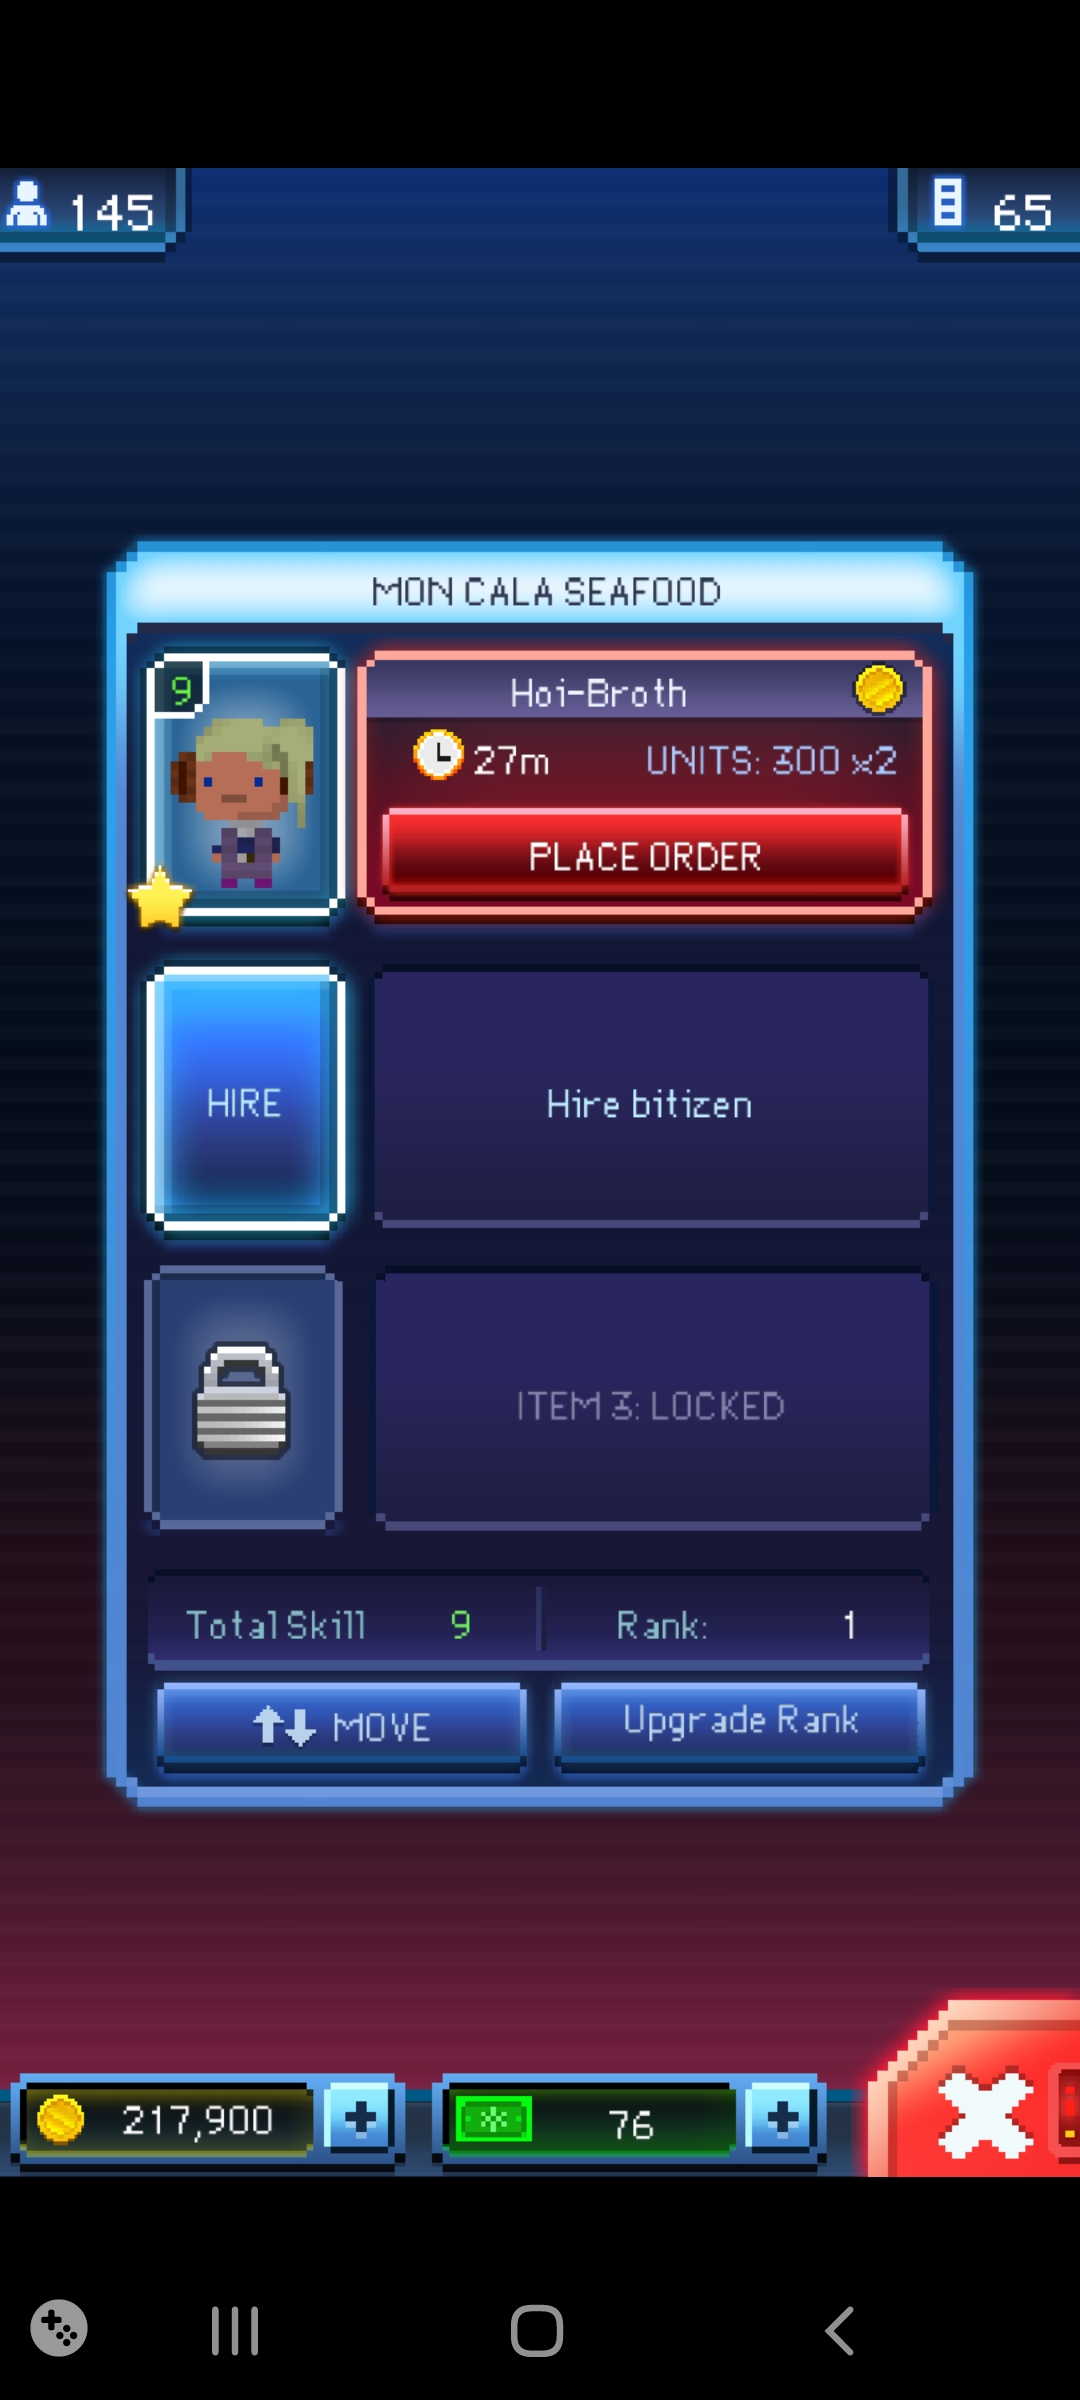 145
65
MON CALA SEAFOOD
9
Hoi-Broth
27m UNITS: 300 x2
PLACE ORDER
HIRE
Hire bitizen
ITEM 3: LOCKED
Total Skill 9 Rank: 1
MOVE
Upgrade Rank
217,900
76